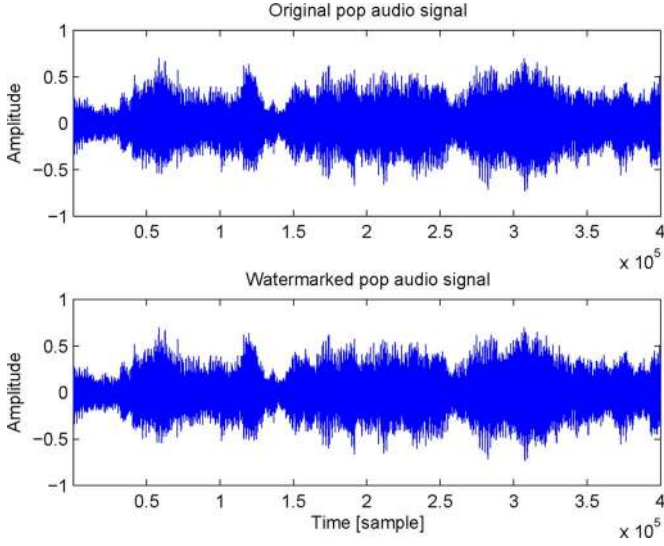 Original pop audio signal
1
0.5
0
−0.5
−1
Amplitude
0.5 1 1.5 2 2.5 3 3.5 4
x 10^5
Watermarked pop audio signal
1
0.5
0
−0.5
−1
Amplitude
0.5 1 1.5 2 2.5 3 3.5 4
Time [sample]
x 10^5